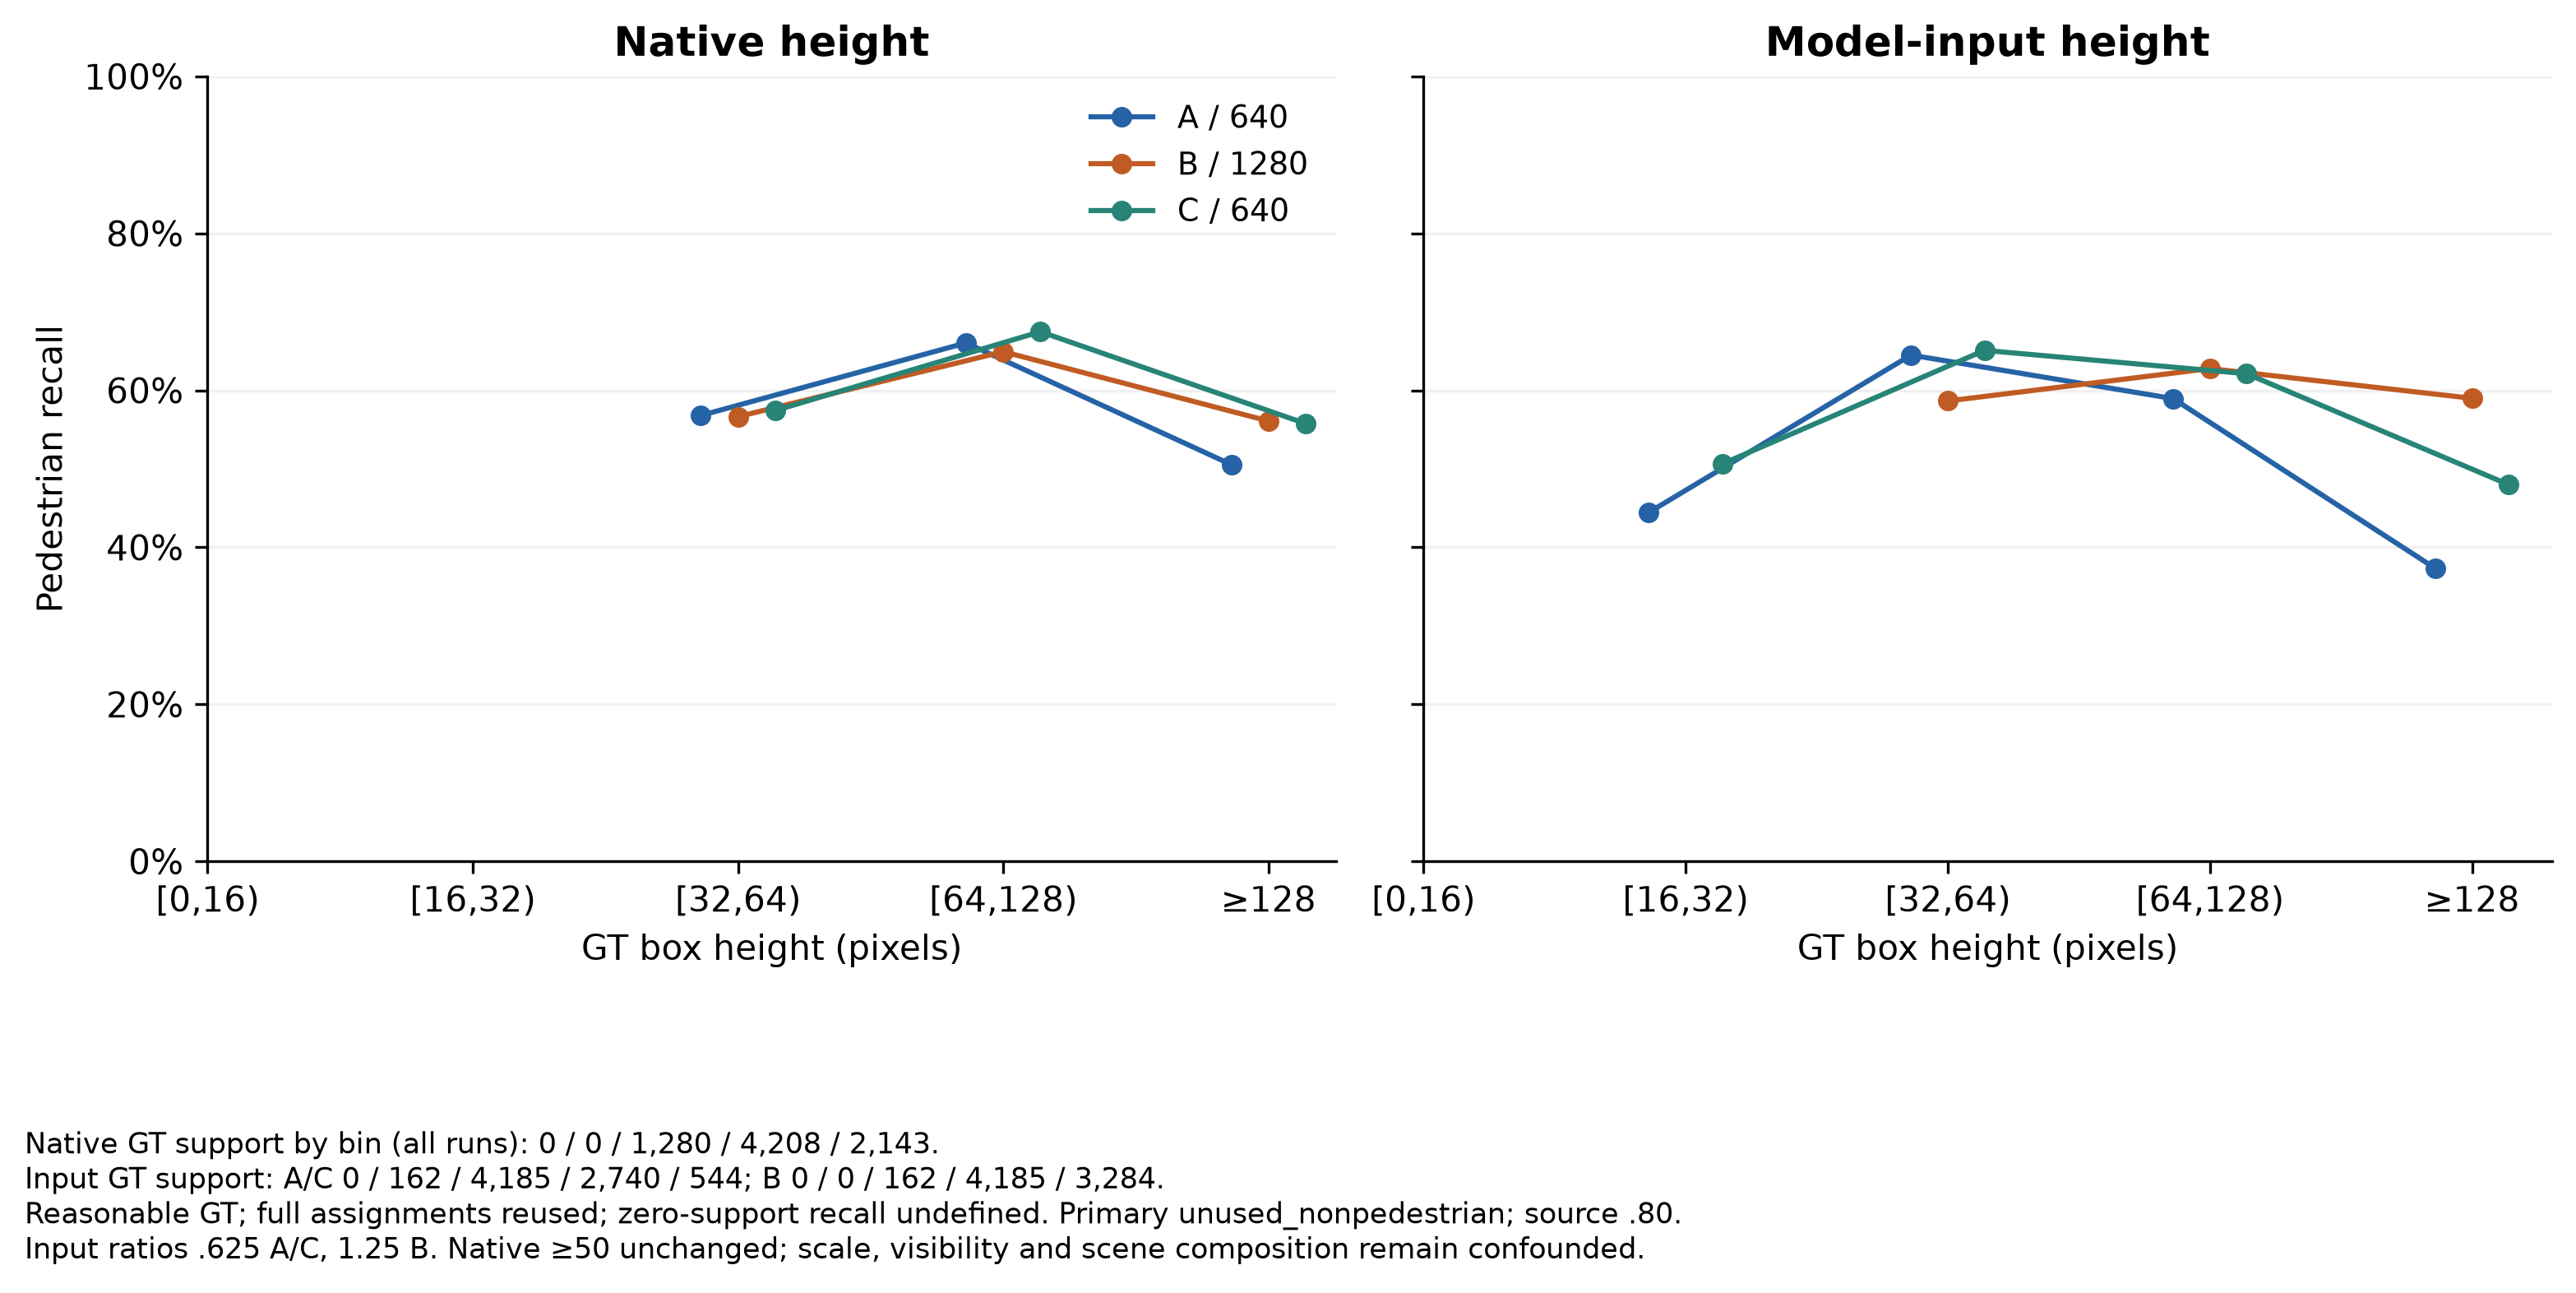 Native height
100%
80%
60%
40%
20%
0%
Pedestrian recall
A / 640
B / 1280
C / 640
[0,16) [16,32) [32,64) [64,128) ≥128
GT box height (pixels)
Model-input height
[0,16) [16,32) [32,64) [64,128) ≥128
GT box height (pixels)
Native GT support by bin (all runs): 0 / 0 / 1,280 / 4,208 / 2,143.
Input GT support: A/C 0 / 162 / 4,185 / 2,740 / 544; B 0 / 0 / 162 / 4,185 / 3,284.
Reasonable GT; full assignments reused; zero-support recall undefined. Primary unused_nonpedestrian; source .80.
Input ratios .625 A/C, 1.25 B. Native ≥50 unchanged; scale, visibility and scene composition remain confounded.